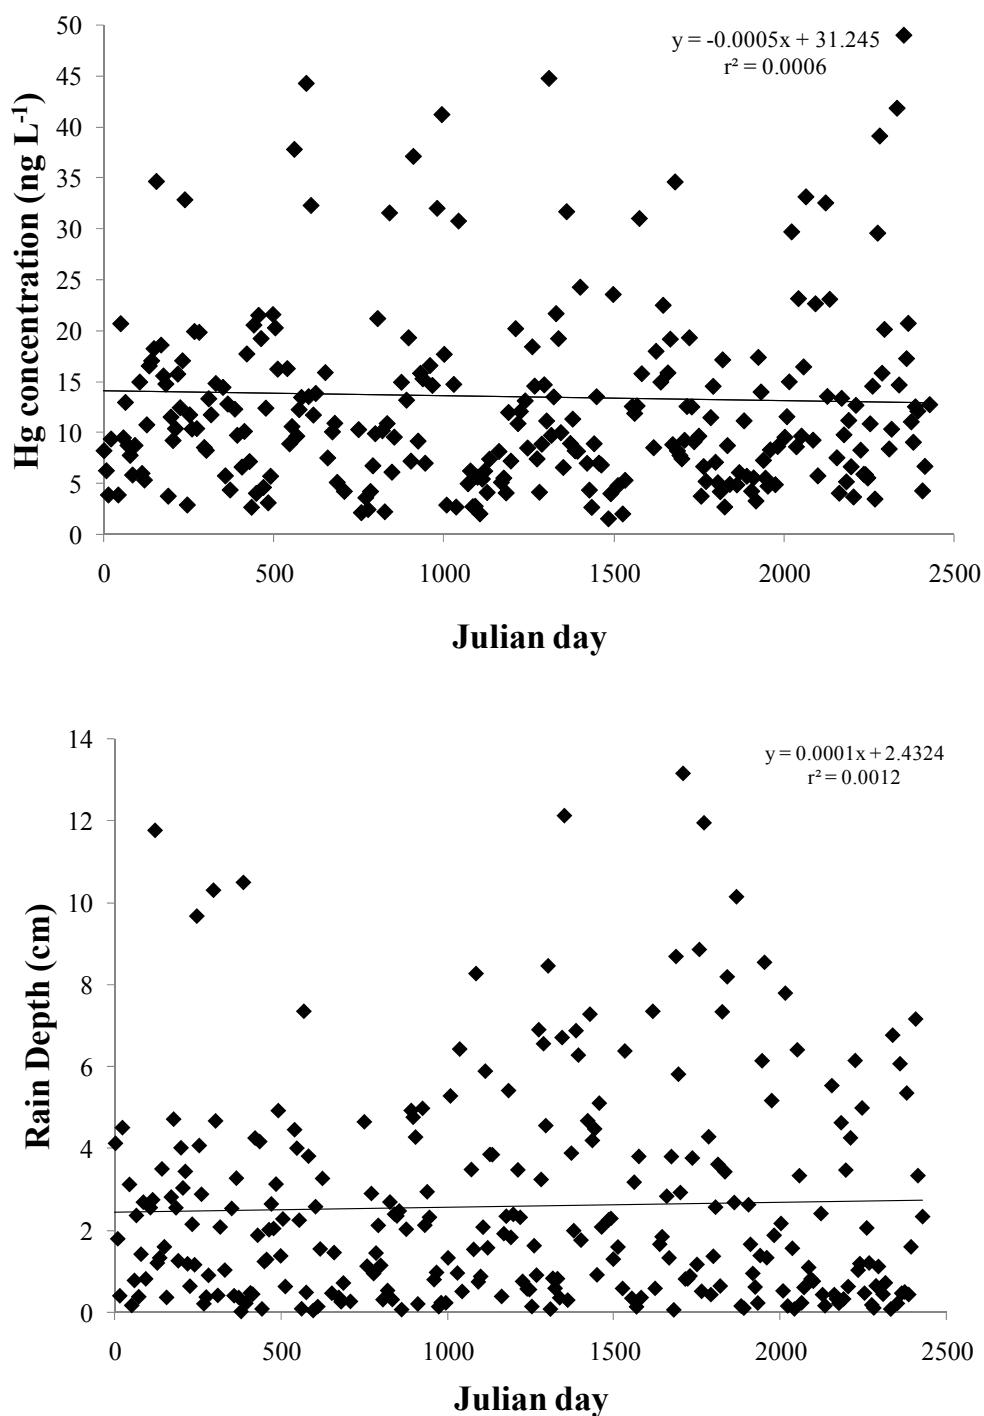 50
y = -0.0005x + 31.245
r² = 0.0006
45
40
35
30
25
20
15
10
5
0
Hg concentration (ng L-1)
0 500 1000 1500 2000 2500
Julian day
14
y = 0.0001x + 2.4324
r² = 0.0012
12
10
8
6
4
2
0
Rain Depth (cm)
0 500 1000 1500 2000 2500
Julian day